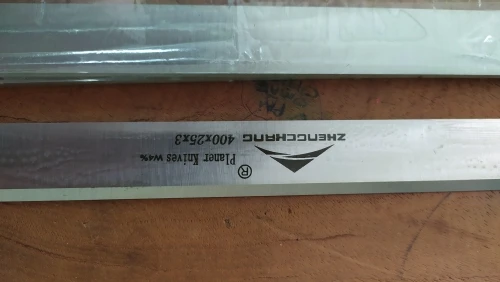 ®
Planer Knives W4%
400x25x3
ZHENGCHANG